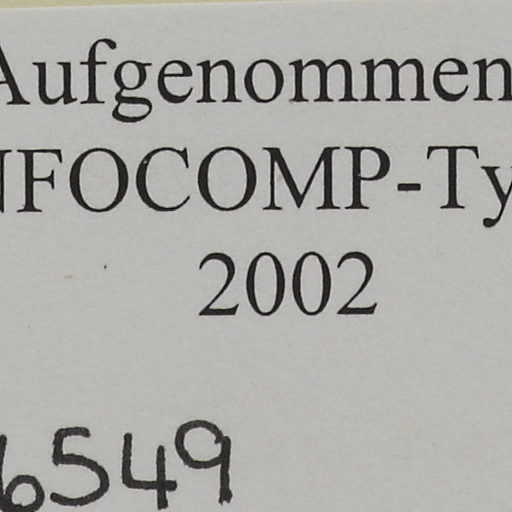 Aufgenommen
NFOCOMP-Ty
2002
6549